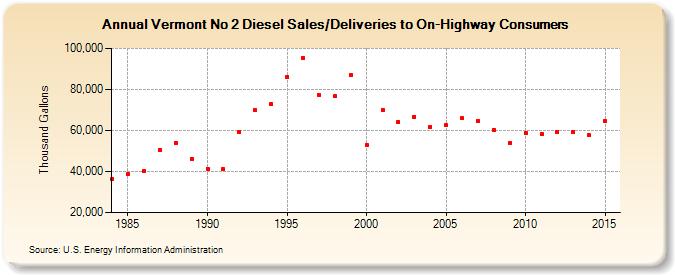 Annual Vermont No 2 Diesel Sales/Deliveries to On-Highway Consumers
Thousand Gallons
100,000
80,000
60,000
40,000
20,000
1985 1990 1995 2000 2005 2010 2015
Source: U.S. Energy Information Administration